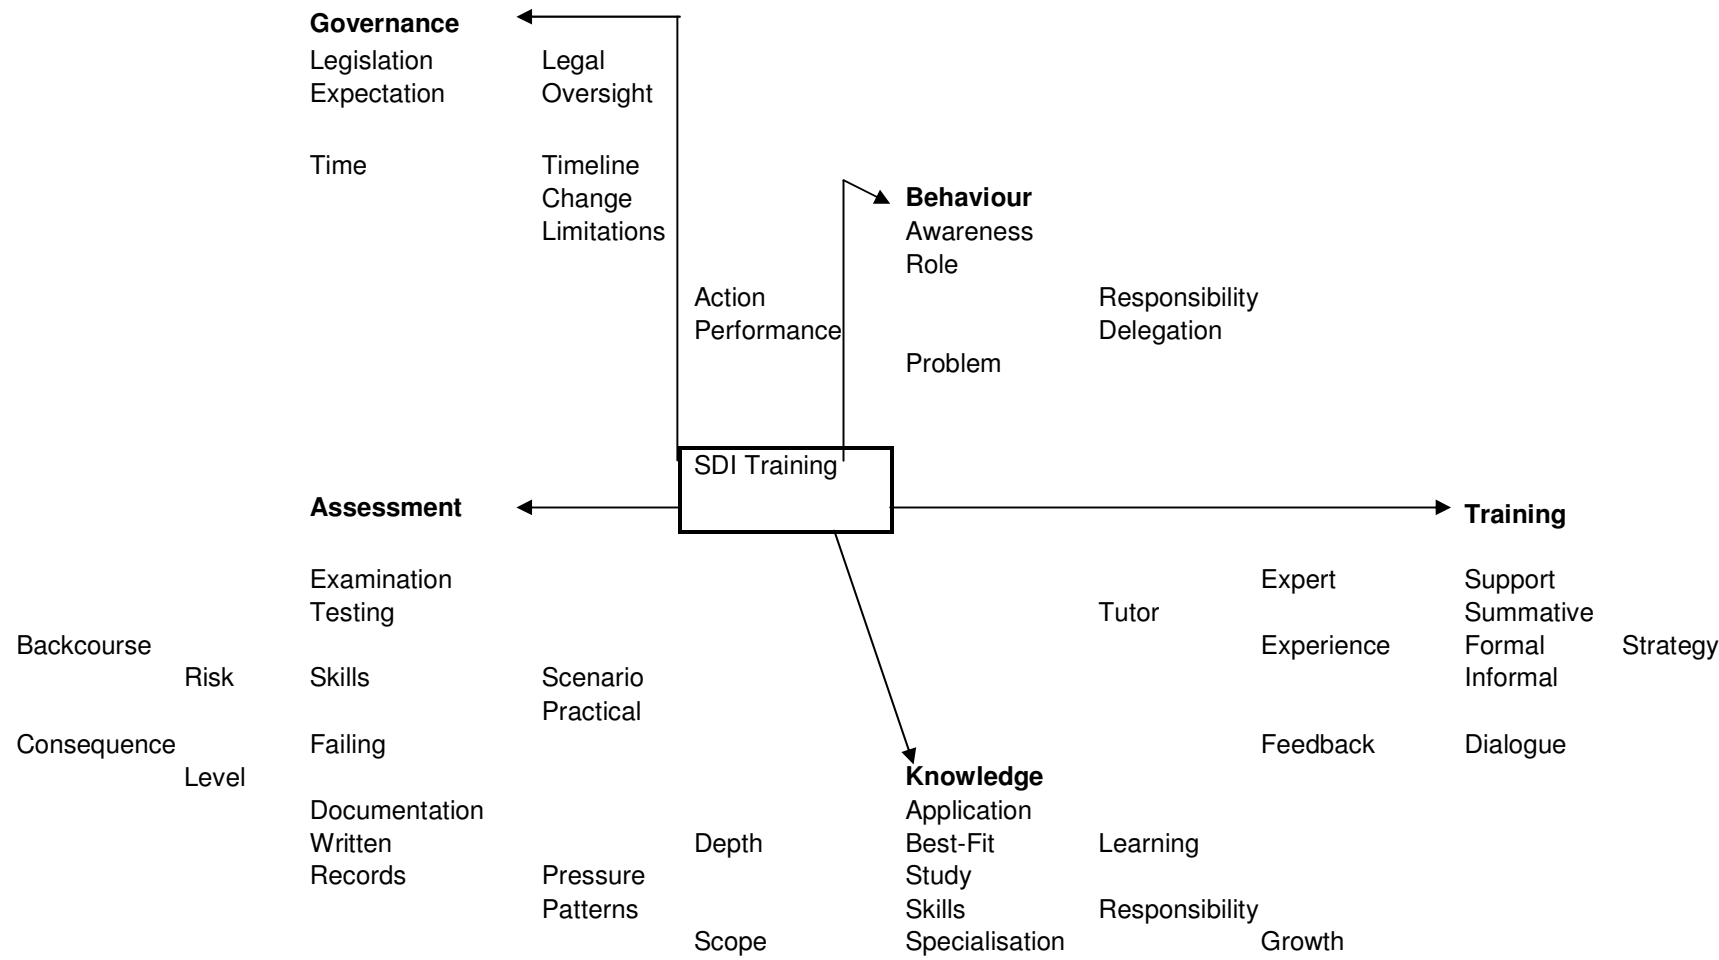 Governance
Legislation Legal
Expectation Oversight
Time Timeline
Change
Behaviour
Limitations Awareness
Role
Action Responsibility
Performance Delegation
Problem
SDI Training
Assessment Training
Examination Expert Support
Testing Tutor Summative
Backcourse Experience Formal Strategy
Risk Skills Scenario Informal
Practical
Consequence Failing Feedback Dialogue
Level Knowledge
Documentation Application
Written Depth Best-Fit Learning
Records Pressure Study
Patterns Skills Responsibility
Scope Specialisation Growth